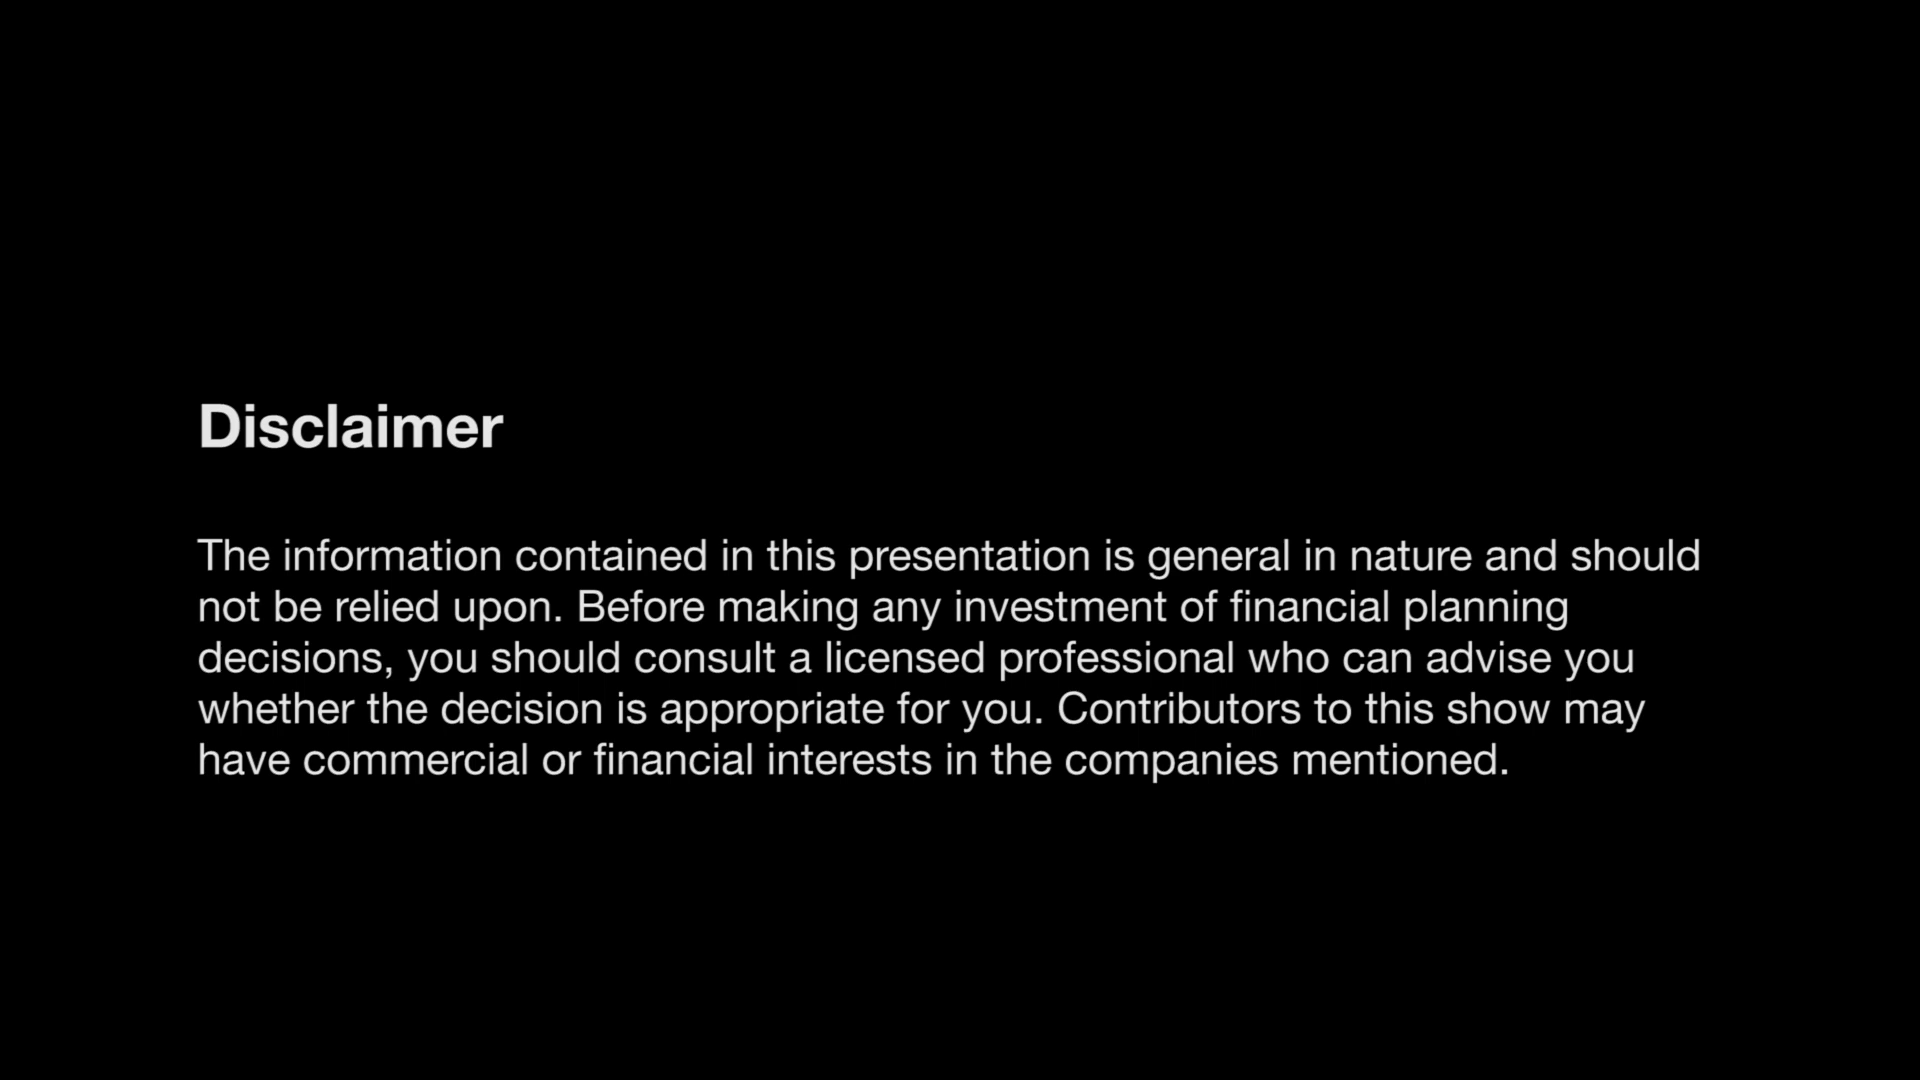 Disclaimer
The information contained in this presentation is general in nature and should
not be relied upon. Before making any investment of financial planning
decisions, you should consult a licensed professional who can advise you
whether the decision is appropriate for you. Contributors to this show may
have commercial or financial interests in the companies mentioned.